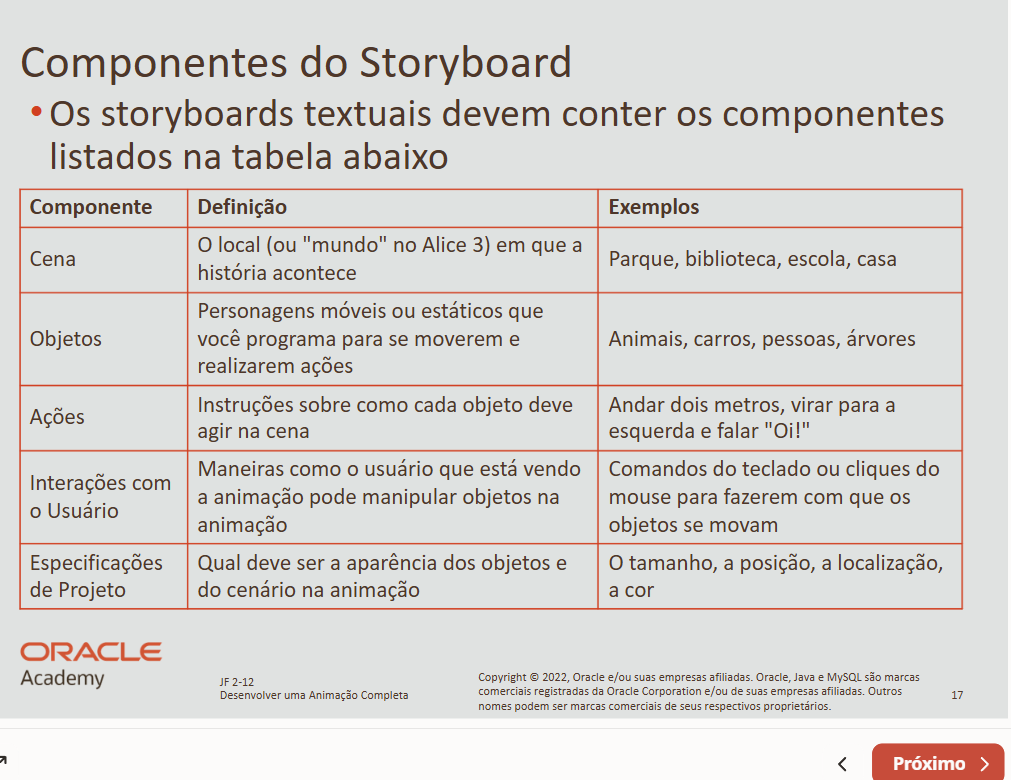 Componentes do Storyboard
• Os storyboards textuais devem conter os componentes
listados na tabela abaixo
Componente
Definição
Exemplos
Cena
O local (ou "mundo" no Alice 3) em que a
história acontece
Parque, biblioteca, escola, casa
Objetos
Personagens móveis ou estáticos que
você programa para se moverem e
realizarem ações
Animais, carros, pessoas, árvores
Ações
Instruções sobre como cada objeto deve
agir na cena
Andar dois metros, virar para a
esquerda e falar "Oi!"
Interações com
o Usuário
Maneiras como o usuário que está vendo
a animação pode manipular objetos na
animação
Comandos do teclado ou cliques do
mouse para fazerem com que os
objetos se movam
Especificações
de Projeto
Qual deve ser a aparência dos objetos e
do cenário na animação
O tamanho, a posição, a localização,
a cor
ORACLE
Academy
JF 2-12
Desenvolver uma Animação Completa
Copyright © 2022, Oracle e/ou suas empresas afiliadas. Oracle, Java e MySQL são marcas
comerciais registradas da Oracle Corporation e/ou de suas empresas afiliadas. Outros
nomes podem ser marcas comerciais de seus respectivos proprietários.
17
Próximo